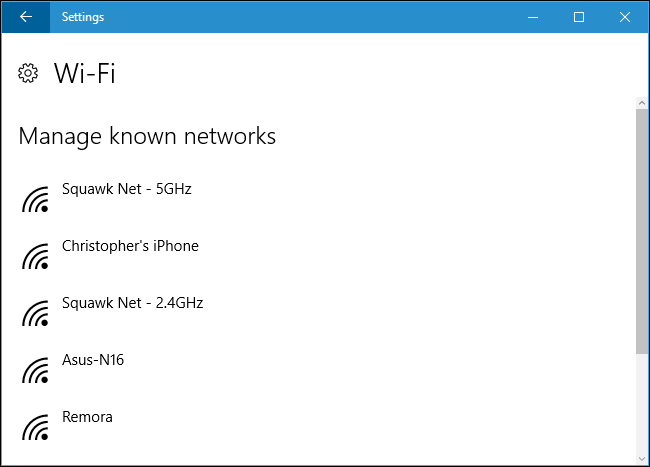 Settings
Wi-Fi
Manage known networks
Squawk Net - 5GHz
Christopher's iPhone
Squawk Net - 2.4GHz
Asus-N16
Remora